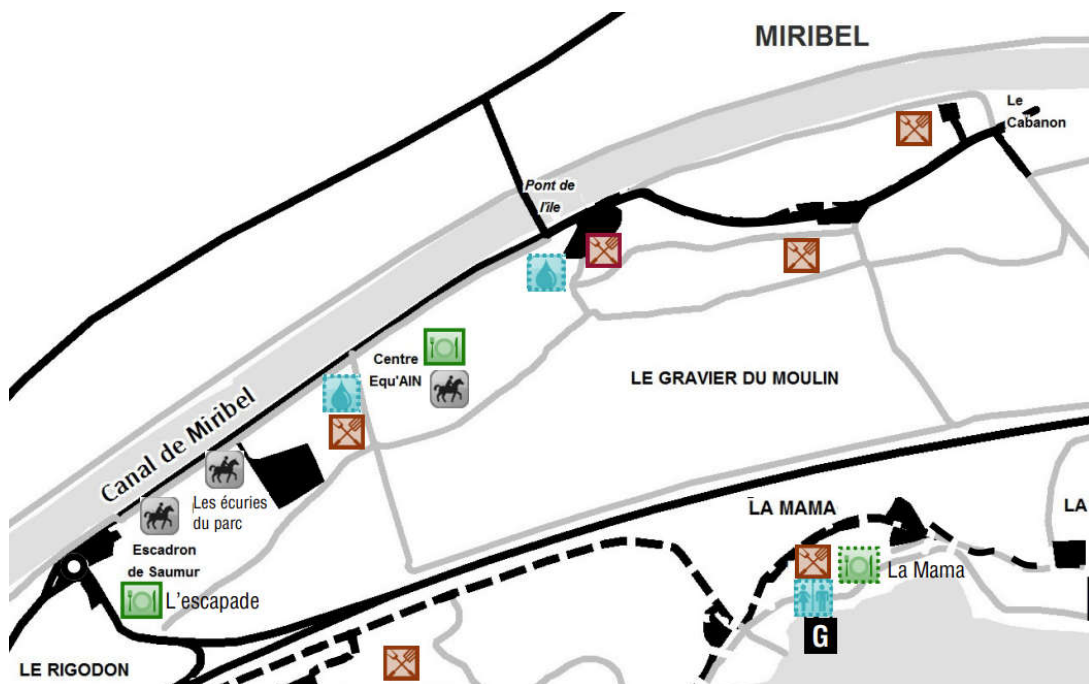 MIRIBEL
Le
Cabanon
Pont de
l'île
Centre
Equ'AIN
LE GRAVIER DU MOULIN
Canal de Miribel
Les écuries
du parc
LA MAMA
LA
Escadron
de Saumur
La Mama
L'escapade
G
LE RIGODON